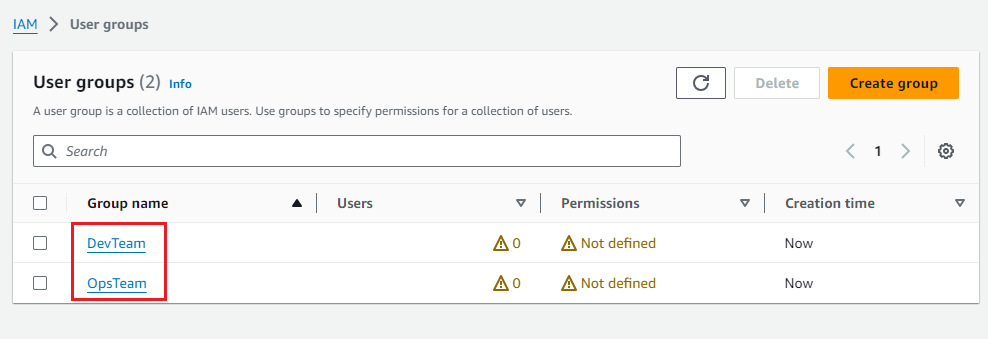 IAM > User groups
User groups (2) Info
Delete
Create group
A user group is a collection of IAM users. Use groups to specify permissions for a collection of users.
Search
1
Group name Users Permissions Creation time
DevTeam 0 Not defined Now
OpsTeam 0 Not defined Now